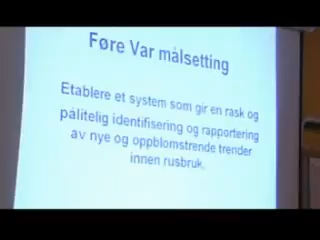 Føre Var målsetting
Etablere et system som gir en rask og
pålitelig identifisering og rapportering
av nye og oppblomstrende trender
innen rusbruk.